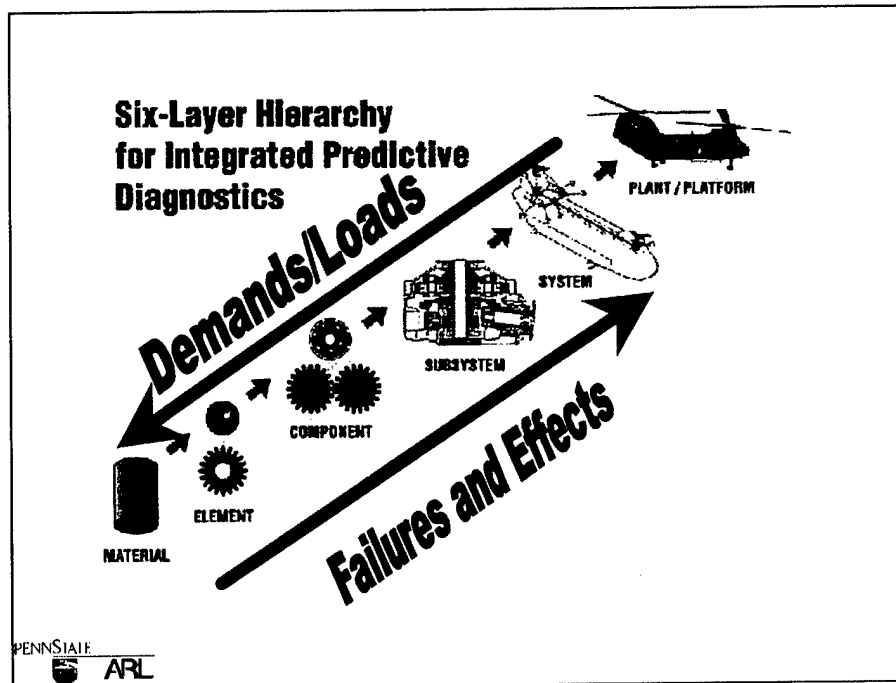 Six-Layer Hierarchy
for Integrated Predictive
Diagnostics
PLANT / PLATFORM
Demands/Loads
SYSTEM
SUBSYSTEM
COMPONENT
ELEMENT
MATERIAL
Failures and Effects
PENNSTATE
ARL